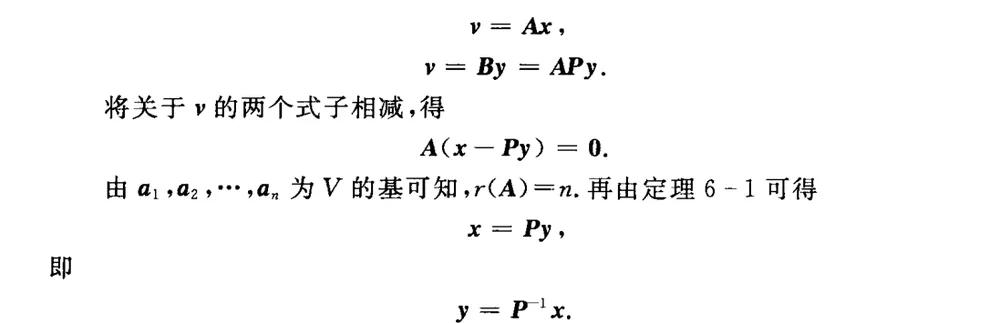 v = Ax,
v = By = APy.
将关于 v 的两个式子相减,得
A(x − Py) = 0.
由 a₁,a₂,⋯,aₙ 为 V 的基可知,r(A)=n. 再由定理 6-1 可得
x = Py,
即
y = P⁻¹x.